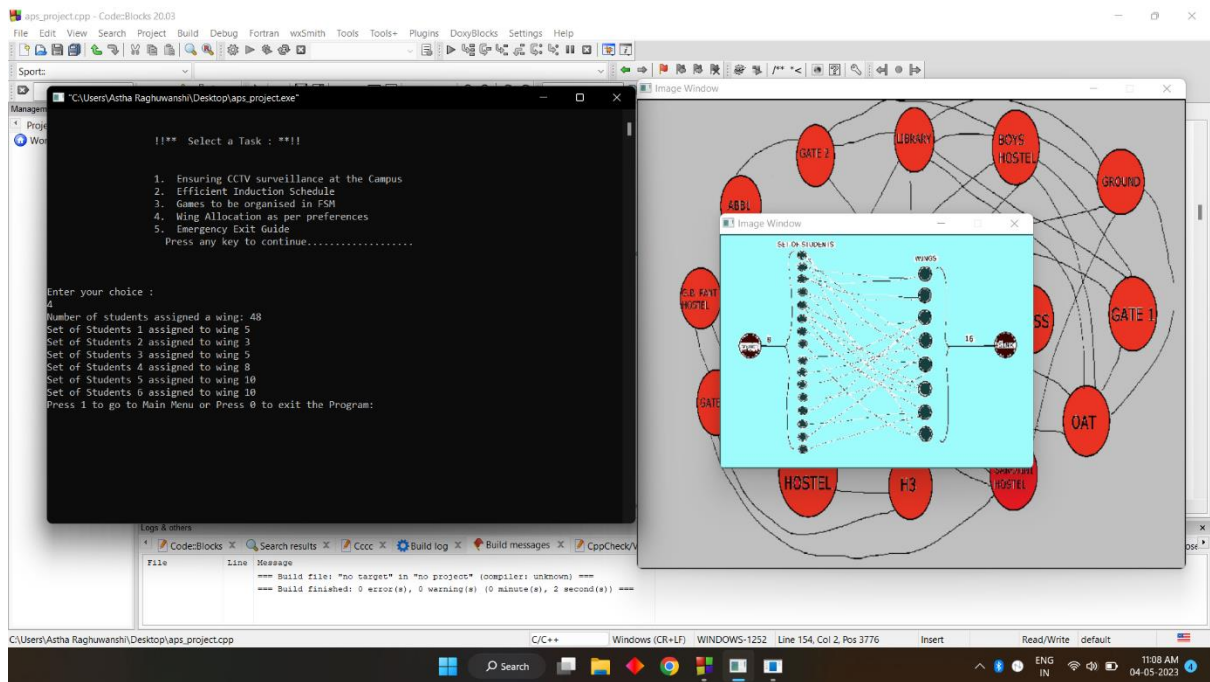 aps_project.cpp - Code::Blocks 20.03
File Edit View Search Project Build Debug Fortran wxSmith Tools Tools+ Plugins DoxyBlocks Settings Help
Sport::
"C:\Users\Astha Raghuwanshi\Desktop\aps_project.exe"
!!** Select a Task : **!!
1. Ensuring CCTV surveillance at the Campus
2. Efficient Induction Schedule
3. Games to be organised in FSM
4. Wing Allocation as per preferences
5. Emergency Exit Guide
Press any key to continue...................
Enter your choice :
4
Number of students assigned a wing: 48
Set of Students 1 assigned to wing 5
Set of Students 2 assigned to wing 3
Set of Students 3 assigned to wing 5
Set of Students 4 assigned to wing 8
Set of Students 5 assigned to wing 10
Set of Students 6 assigned to wing 10
Press 1 to go to Main Menu or Press 0 to exit the Program:
Image Window
GATE 2
LIBRARY
BOYS HOSTEL
GROUND
ABBL
GATE 1
OAT
HOSTEL
H3
HOSTEL
HOSTEL
GATE
Image Window
SET OF STUDENTS
WINGS
6
16
Logs & others
Code::Blocks Search results Cccc Build log Build messages CppCheck/V
File Line Message
=== Build file: "no target" in "no project" (compiler: unknown) ===
=== Build finished: 0 error(s), 0 warning(s) (0 minute(s), 2 second(s)) ===
C:\Users\Astha Raghuwanshi\Desktop\aps_project.cpp C/C++ Windows (CR+LF) WINDOWS-1252 Line 154, Col 2, Pos 3776 Insert Read/Write default
Search
ENG
IN
11:08 AM
04-05-2023
4